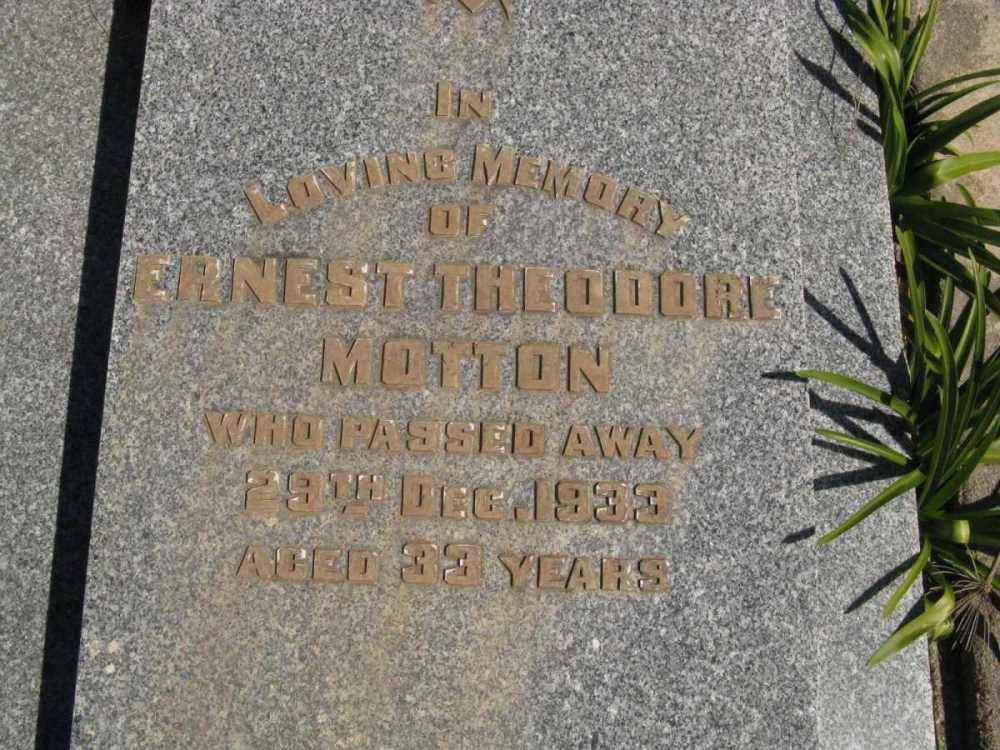 IN
LOVING MEMORY
OF
ERNEST THEODORE
MOTTON
WHO PASSED AWAY
29TH DEC. 1933
AGED 33 YEARS